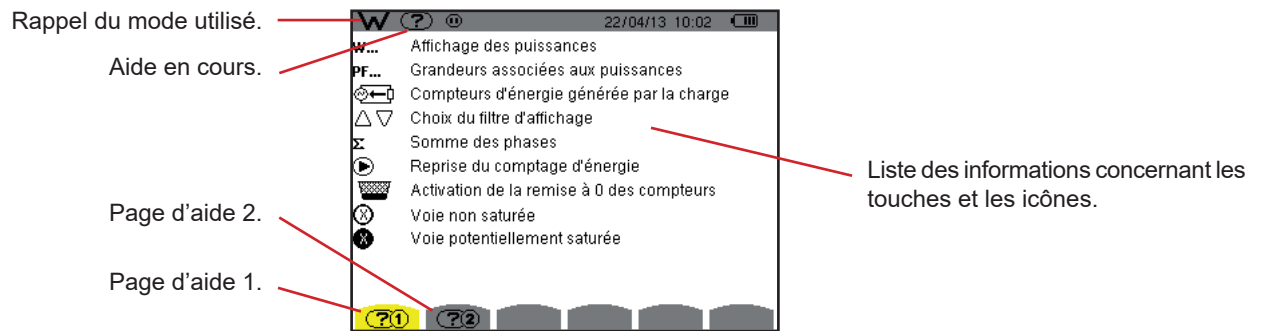 Rappel du mode utilisé.
Aide en cours.
Page d'aide 2.
Page d'aide 1.
W ? 22/04/13 10:02
W... Affichage des puissances
PF... Grandeurs associées aux puissances
Compteurs d'énergie générée par la charge
Choix du filtre d'affichage
Σ Somme des phases
Reprise du comptage d'énergie
Activation de la remise à 0 des compteurs
X Voie non saturée
X Voie potentiellement saturée
?1 ?2
Liste des informations concernant les
touches et les icônes.